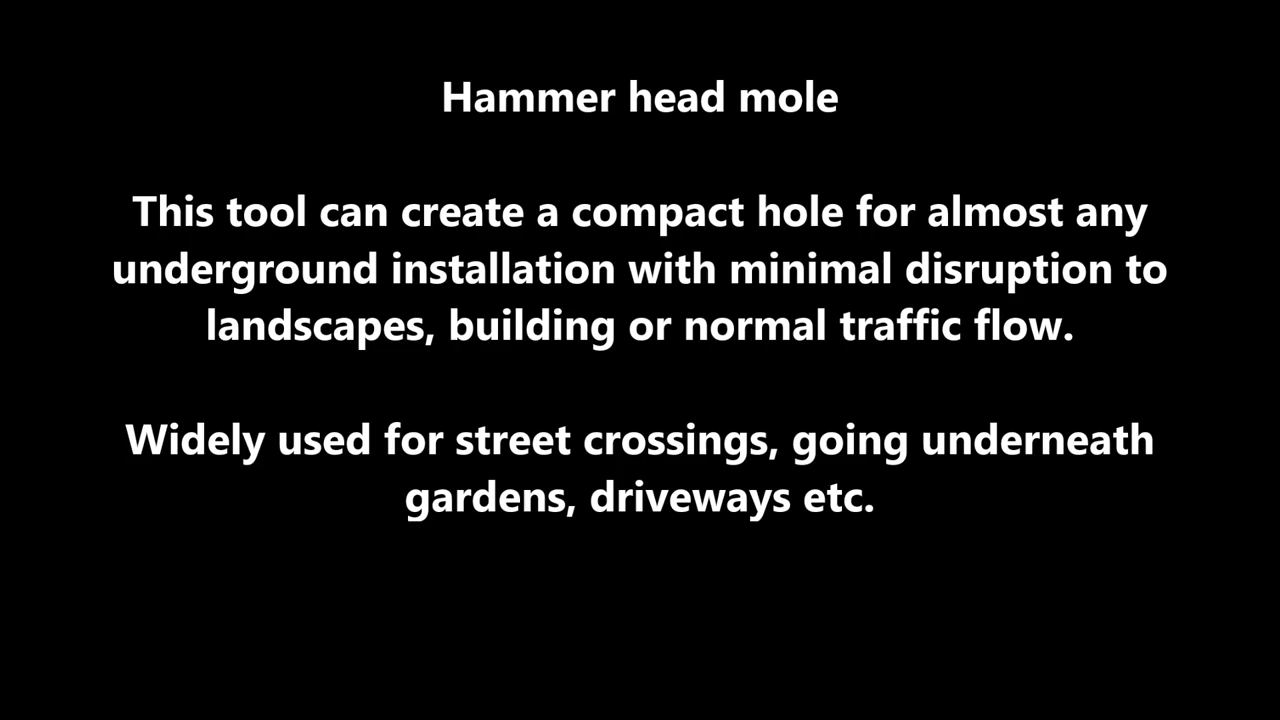 Hammer head mole
This tool can create a compact hole for almost any
underground installation with minimal disruption to
landscapes, building or normal traffic flow.
Widely used for street crossings, going underneath
gardens, driveways etc.